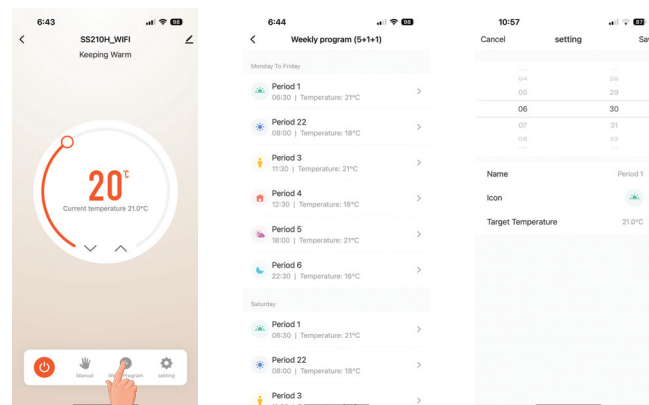 6:43
98
SS210H_WIFI
Keeping Warm
20℃
Current temperature 21.0°C
Manual
setting
6:44
98
Weekly program (5+1+1)
Monday To Friday
Period 1
06:30 | Temperature: 21°C
Period 22
08:00 | Temperature: 18°C
Period 3
11:30 | Temperature: 21°C
Period 4
12:30 | Temperature: 18°C
Period 5
18:00 | Temperature: 21°C
Period 6
22:30 | Temperature: 16°C
Saturday
Period 1
06:30 | Temperature: 21°C
Period 22
08:00 | Temperature: 18°C
Period 3
10:57
87
Cancel setting Sa
04
05 29
06 30
07 31
Name Period 1
Icon
Target Temperature 21.0°C